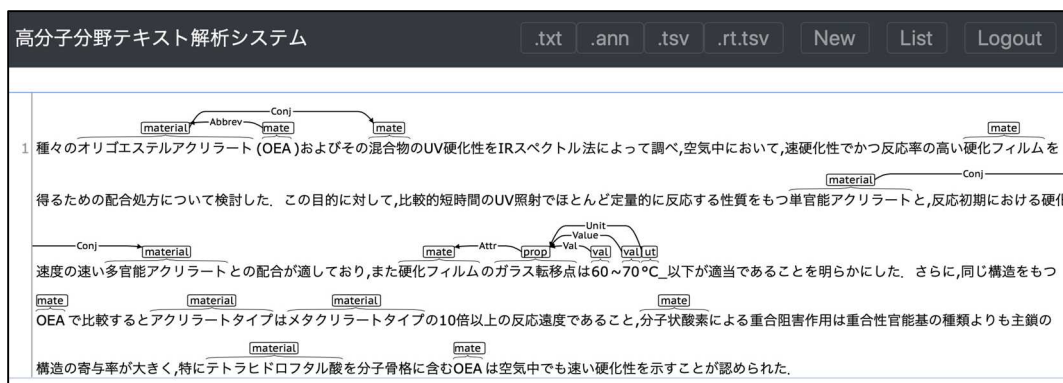 高分子分野テキスト解析システム .txt .ann .tsv .rt.tsv New List Logout
Conj
material Abbrev mate mate mate
1 種々のオリゴエステルアクリラート(OEA)およびその混合物のUV硬化性をIRスペクトル法によって調べ,空気中において,速硬化性でかつ反応率の高い硬化フィルムを
material Conj
得るための配合処方について検討した. この目的に対して,比較的短時間のUV照射でほとんど定量的に反応する性質をもつ単官能アクリラートと,反応初期における硬化
Unit
Value
Conj material mate Attr prop Val val val ut
速度の速い多官能アクリラートとの配合が適しており,また硬化フィルムのガラス転移点は60~70℃_以下が適当であることを明らかにした. さらに,同じ構造をもつ
mate material material mate
OEAで比較するとアクリラートタイプはメタクリラートタイプの10倍以上の反応遠度であること,分子状酸素による重合阻害作用は重合性官能基の種類よりも主鎖の
material mate
構造の寄与率が大きく,特にテトラヒドロフタル酸を分子骨格に含むOEAは空気中でも速い硬化性を示すことが認められた.